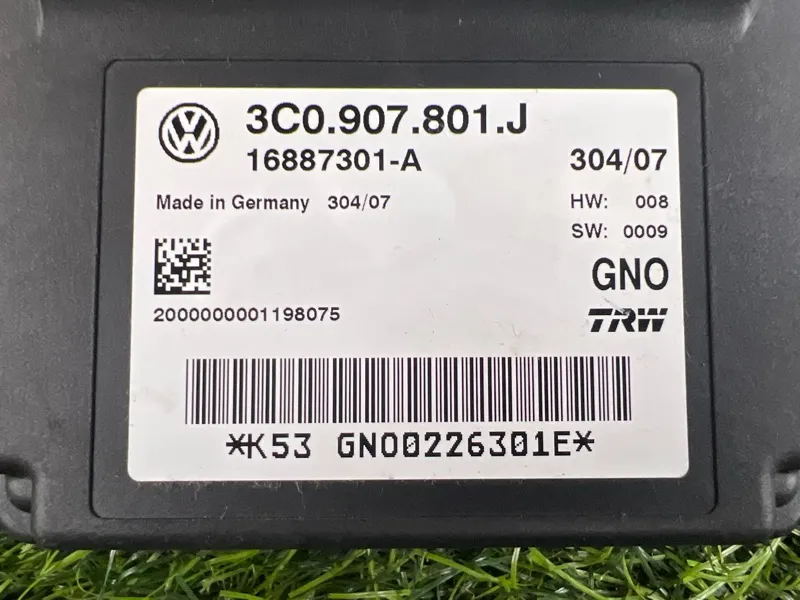 3C0.907.801.J
16887301-A 304/07
Made in Germany 304/07 HW: 008
SW: 0009
GNO
2000000001198075 TRW
*K53 GNO0226301E*